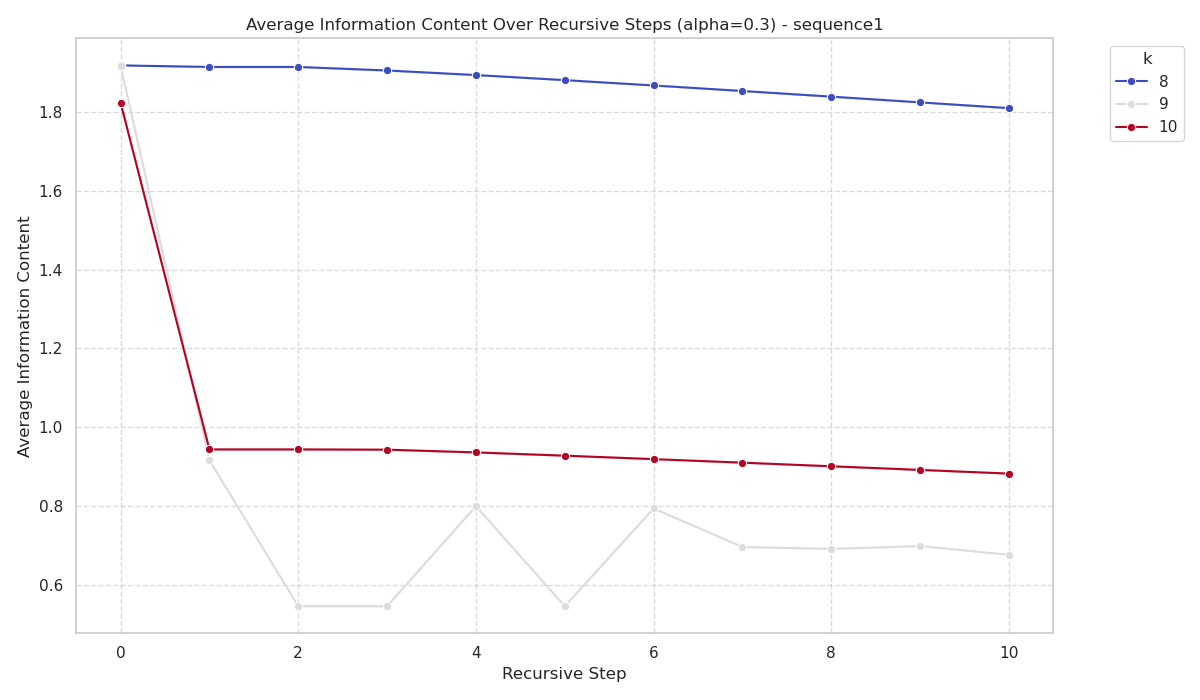 Average Information Content Over Recursive Steps (alpha=0.3) - sequence1
k
8
9
10
Average Information Content
1.8
1.6
1.4
1.2
1.0
0.8
0.6
0 2 4 6 8 10
Recursive Step